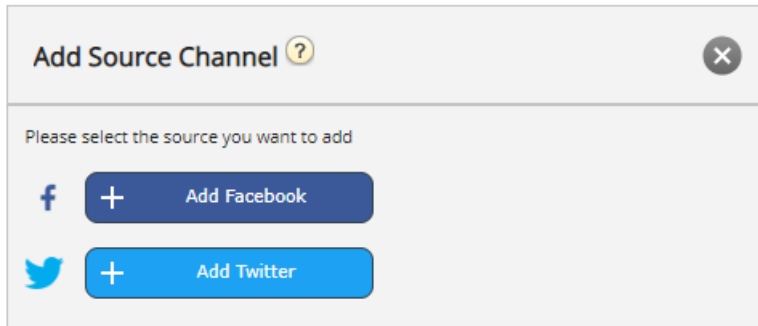 Add Source Channel ?
Please select the source you want to add
Add Facebook
Add Twitter